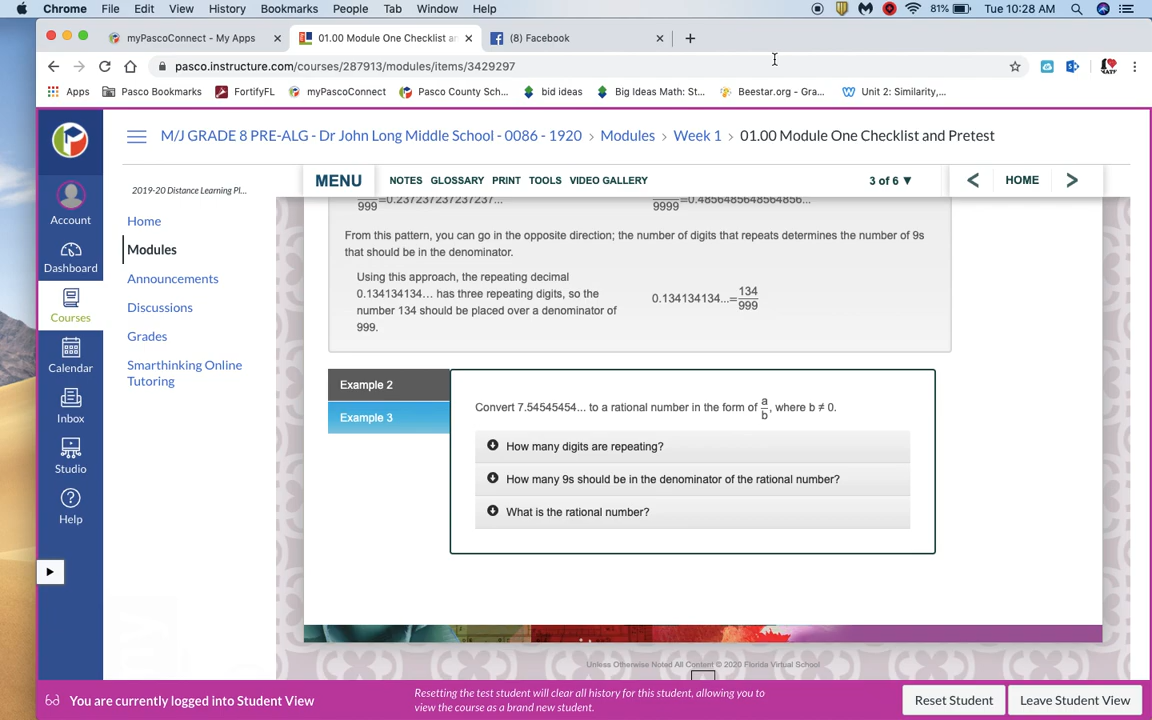 Chrome File Edit View History Bookmarks People Tab Window Help 81% Tue 10:28 AM
myPascoConnect - My Apps 01.00 Module One Checklist an (8) Facebook
pasco.instructure.com/courses/287913/modules/items/3429297
Apps Pasco Bookmarks FortifyFL myPascoConnect Pasco County Sch... bid ideas Big Ideas Math: St... Beestar.org - Gra... Unit 2: Similarity,...
M/J GRADE 8 PRE-ALG - Dr John Long Middle School - 0086 - 1920 > Modules > Week 1 > 01.00 Module One Checklist and Pretest
Account
Dashboard
Courses
Calendar
Inbox
Studio
Help
2019-20 Distance Learning Pl...
Home
Modules
Announcements
Discussions
Grades
Smarthinking Online
Tutoring
MENU NOTES GLOSSARY PRINT TOOLS VIDEO GALLERY 3 of 6 ▼ < HOME >
999 =0.237237237237237... 9999 =0.4856485648564856...
From this pattern, you can go in the opposite direction; the number of digits that repeats determines the number of 9s
that should be in the denominator.
Using this approach, the repeating decimal
0.134134134... has three repeating digits, so the
number 134 should be placed over a denominator of
999.
0.134134134...= 134/999
Example 2
Example 3
Convert 7.54545454... to a rational number in the form of a/b, where b ≠ 0.
How many digits are repeating?
How many 9s should be in the denominator of the rational number?
What is the rational number?
Unless Otherwise Noted All Content © 2020 Florida Virtual School
You are currently logged into Student View
Resetting the test student will clear all history for this student, allowing you to
view the course as a brand new student.
Reset Student Leave Student View